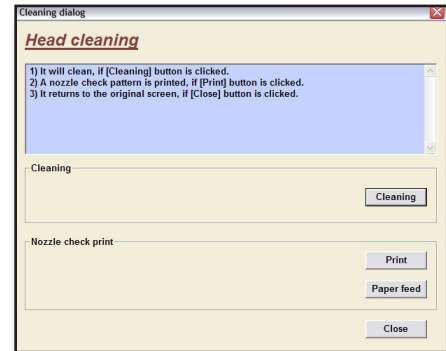 Cleaning dialog
Head cleaning
1) It will clean, if [Cleaning] button is clicked.
2) A nozzle check pattern is printed, if [Print] button is clicked.
3) It returns to the original screen, if [Close] button is clicked.
Cleaning
Cleaning
Nozzle check print
Print
Paper feed
Close